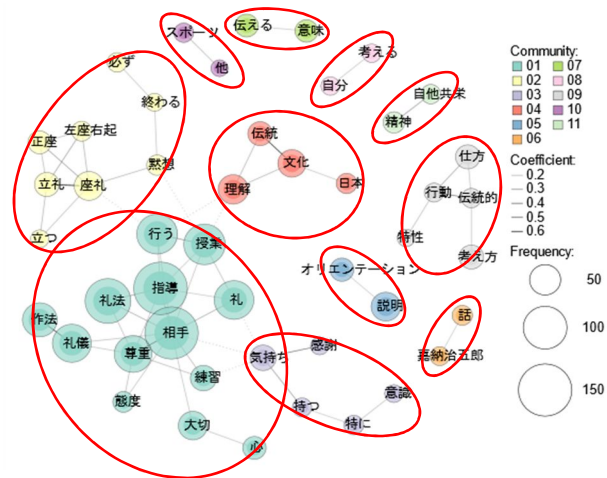 スポーツ
他
伝える
意味
考える
自分
自他共栄
精神
必ず
終わる
正座
左座右起
黙想
立礼
座礼
立つ
伝統
文化
理解
日本
仕方
行動
伝統的
特性
考え方
行う
授業
指導
礼法
礼
作法
礼儀
相手
尊重
練習
態度
大切
心
オリエンテーション
説明
話
嘉納治五郎
気持ち
感謝
持つ
特に
意識
Community:
01 07
02 08
03 09
04 10
05 11
06
Coefficient:
0.2
0.3
0.4
0.5
0.6
Frequency:
50
100
150